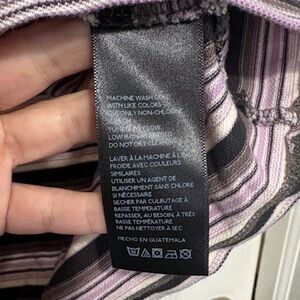 MACHINE WASH COLD
WITH LIKE COLORS
ONLY NON-CHLORINE
TUMBLE DRY LOW
DO NOT DRY CLEAN
LAVER À LA MACHINE À L'EAU
FROIDE AVEC COULEURS
SIMILAIRES
UTILISER UN AGENT DE
BLANCHIMENT SANS CHLORE
SI NÉCESSAIRE
SÉCHER PAR CULBUTAGE À
BASSE TEMPÉRATURE
REPASSER, AU BESOIN, À
TRÈS BASSE TEMPÉRATURE
NE PAS NETTOYER À SEC
HECHO EN GUATEMALA